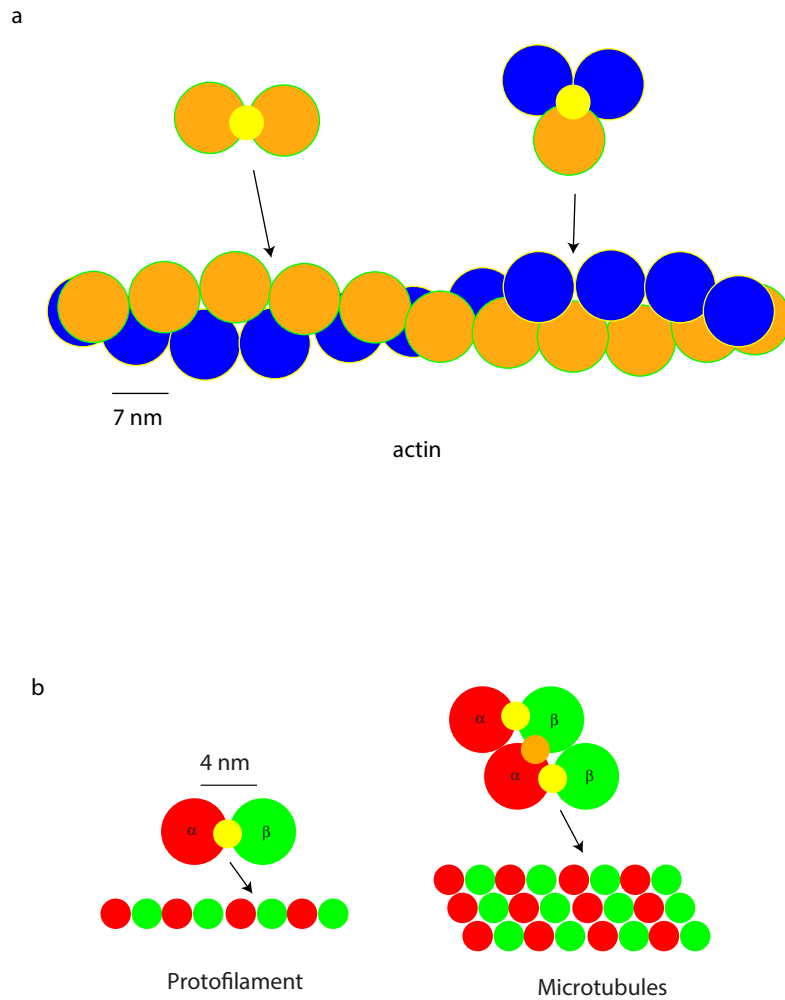 a
7 nm
actin
b
4 nm
α β
α β
α β
Protofilament
Microtubules